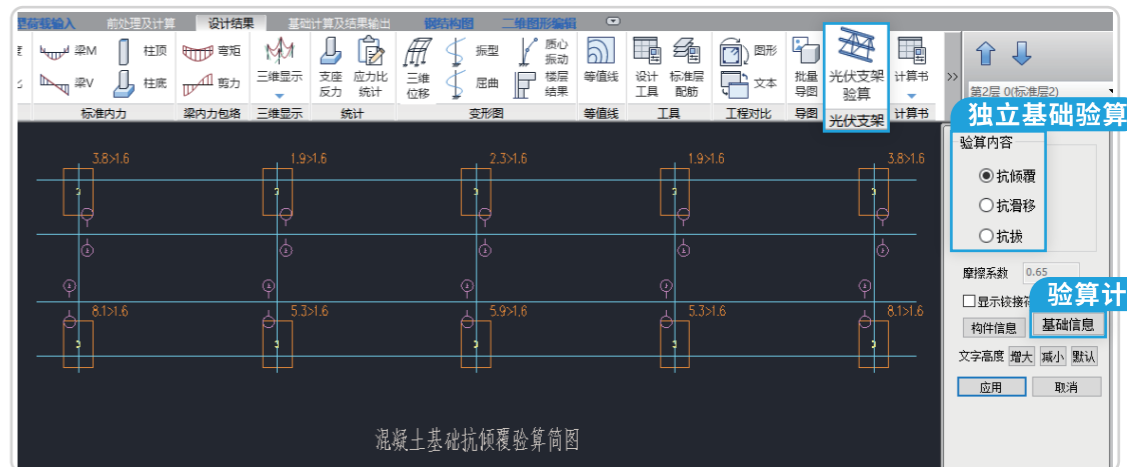 型荷载输入 前处理及计算 设计结果 基础计算及结果输出 钢结构图 二维图形编辑
梁M 柱顶 弯矩 振型 质心 图形
振动
三维显示 支座 应力比 三维 等值线 设计 标准层 批量 光伏支架 计算书 >>
反力 统计 位移 工具 配筋 导图 验算
梁V 柱底 剪力 屈曲 楼层 文本
结果
第2层 0(标准层2)
标准内力 梁内力包络 三维显示 统计 变形图 等值线 工具 工程对比 导图 光伏支架 计算书
独立基础验算
验算内容
抗倾覆
抗滑移
抗拔
摩擦系数 0.65
验算计
显示铰接符
构件信息 基础信息
文字高度 增大 减小 默认
应用 取消
3.8>1.6 1.9>1.6 2.3>1.6 1.9>1.6 3.8>1.6
8.1>1.6 5.3>1.6 5.9>1.6 5.3>1.6 8.1>1.6
混凝土基础抗倾覆验算简图